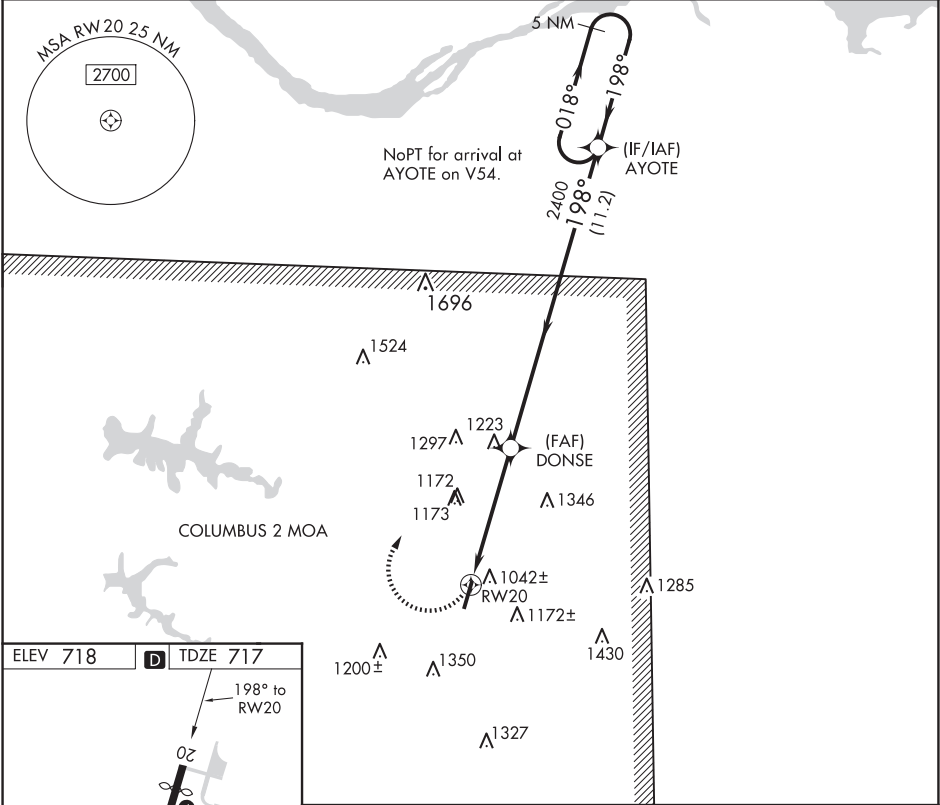 MSA RW20 25 NM
2700
5 NM
018°
198°
NoPT for arrival at
AYOTE on V54.
(IF/IAF)
AYOTE
2400
198°
(11.2)
1696
1524
1223
1297
(FAF)
DONSE
1172
1173
1346
COLUMBUS 2 MOA
1042±
RW20
1285
1172±
1430
1200±
1350
1327
ELEV 718
D
TDZE 717
198° to
RW20
20